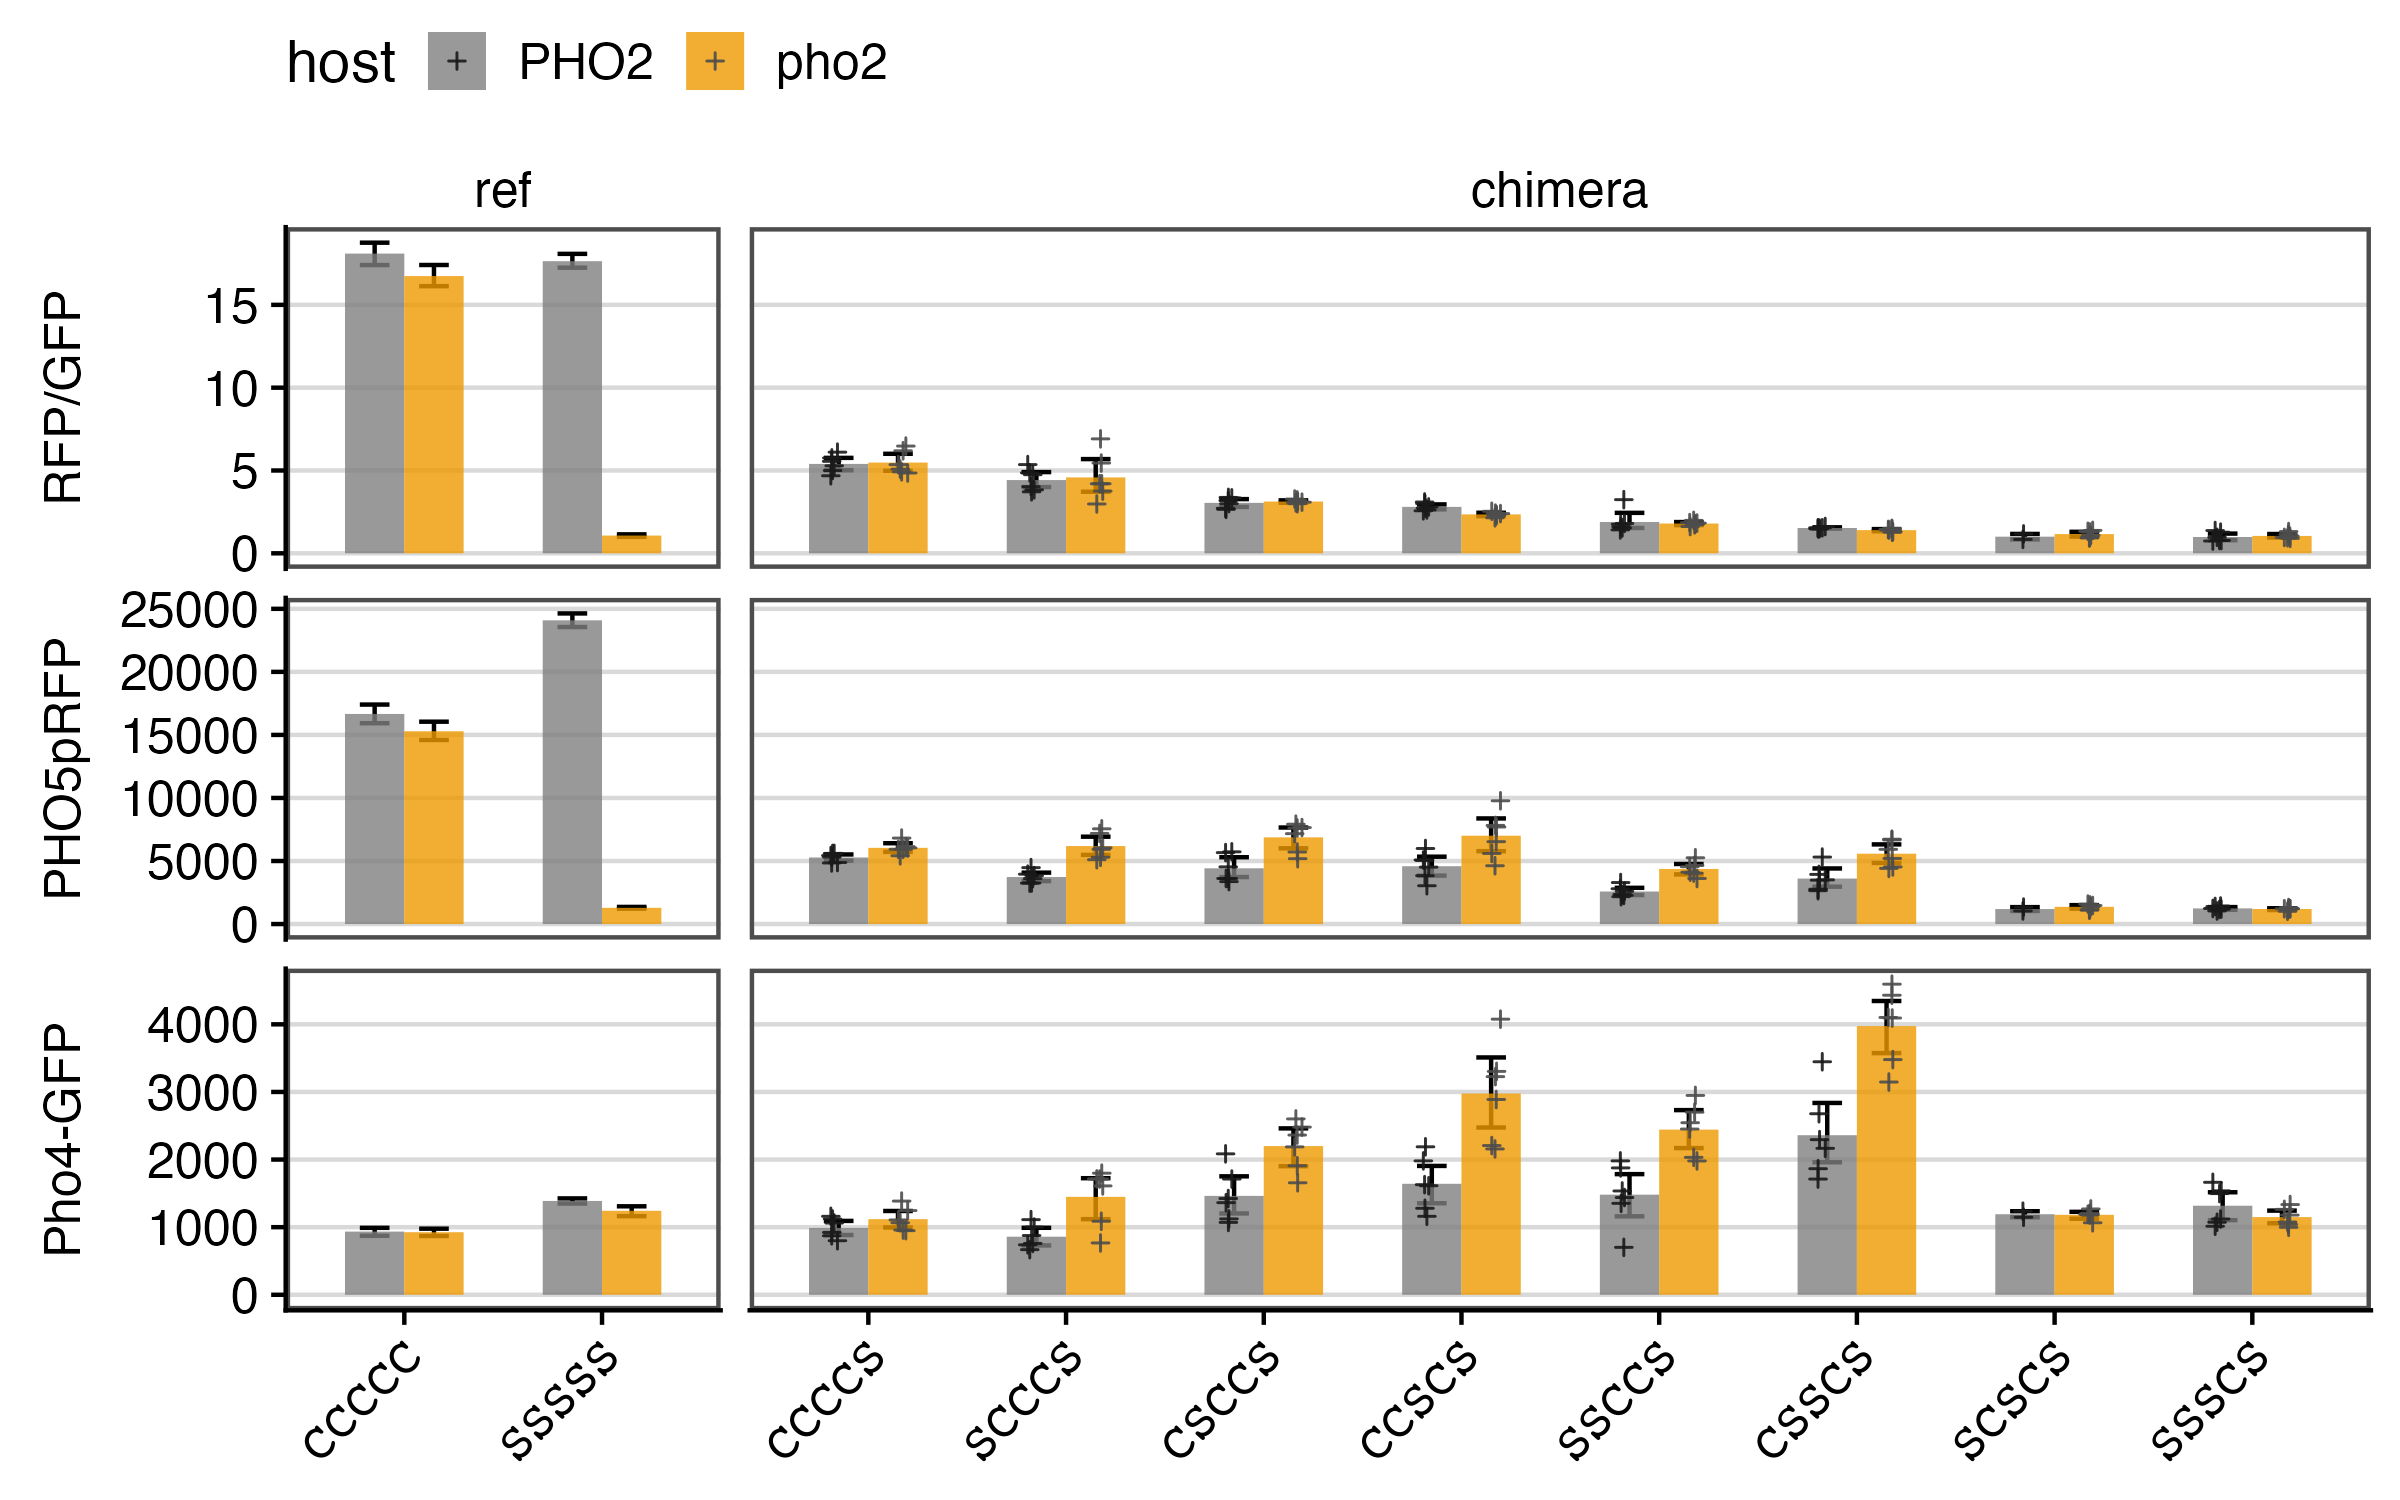 host PHO2 pho2
ref chimera
RFP/GFP
15
10
5
0
PHO5pRFP
25000
20000
15000
10000
5000
0
Pho4-GFP
4000
3000
2000
1000
0
CCCCC SSSSS CCCCS SCCCS CSCCS CCSCS SSCCS CSSCS SCSCS SSSCS